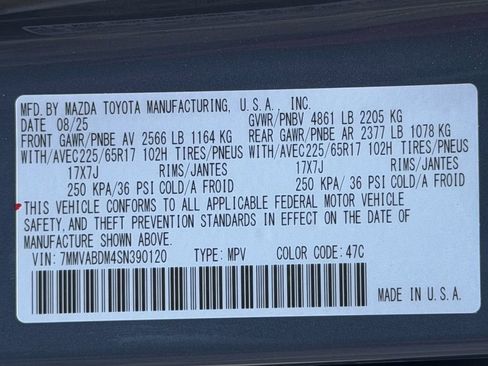 MFD. BY MAZDA TOYOTA MANUFACTURING, U.S.A., INC.
DATE 08/25 GVWR/PNBV 4861 LB 2205 KG
FRONT GAWR/PNBE AV 2566 LB 1164 KG REAR GAWR/PNBE AR 2377 LB 1078 KG
WITH/AVEC225/65R17 102H TIRES/PNEUS WITH/AVEC225/65R17 102H TIRES/PNEUS
17X7J RIMS/JANTES 17X7J RIMS/JANTES
250 KPA/ 36 PSI COLD/A FROID 250 KPA/ 36 PSI COLD/A FROID
THIS VEHICLE CONFORMS TO ALL APPLICABLE FEDERAL MOTOR VEHICLE
SAFETY, AND THEFT PREVENTION STANDARDS IN EFFECT ON THE DATE OF
MANUFACTURE SHOWN ABOVE.
VIN: 7MMVABDM4SN390120 TYPE: MPV COLOR CODE: 47C
MADE IN U.S.A.